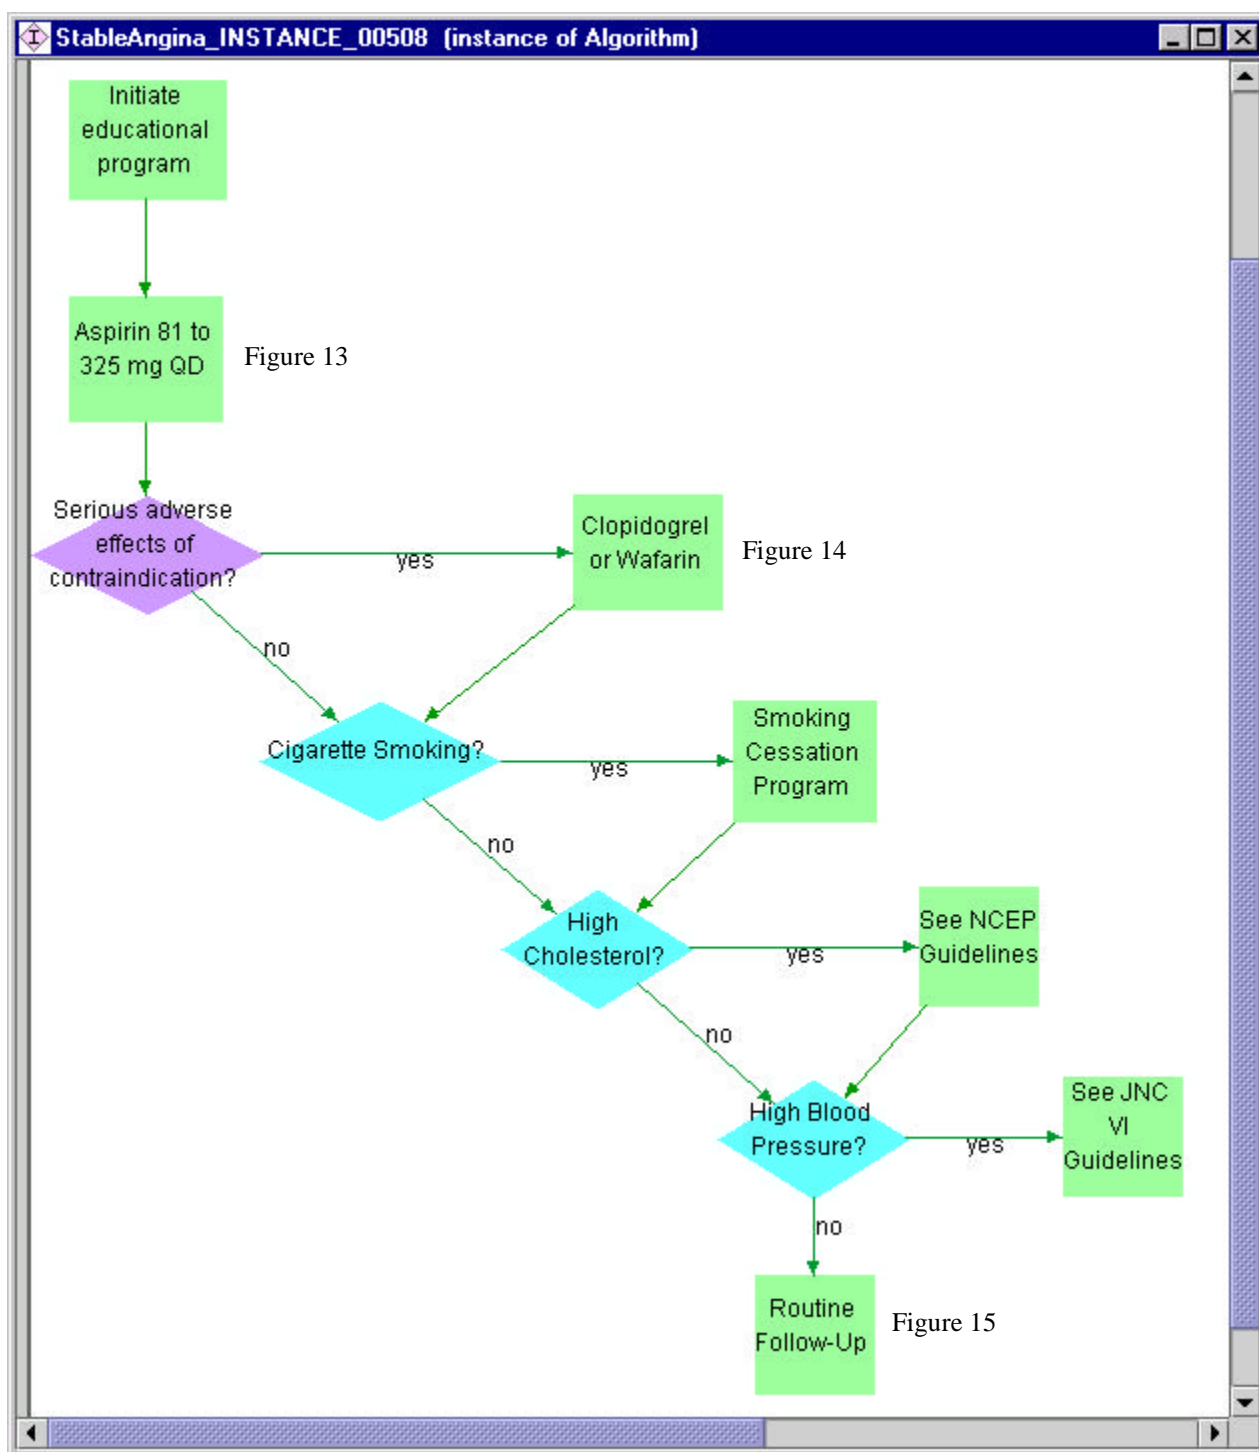 StableAngina_INSTANCE_00508 (instance of Algorithm)
Initiate
educational
program
Aspirin 81 to
325 mg QD
Figure 13
Serious adverse
effects of
contraindication?
yes
Clopidogrel
or Wafarin
Figure 14
no
Cigarette Smoking?
yes
Smoking
Cessation
Program
no
High
Cholesterol?
yes
See NCEP
Guidelines
no
High Blood
Pressure?
yes
See JNC
VI
Guidelines
no
Routine
Follow-Up
Figure 15